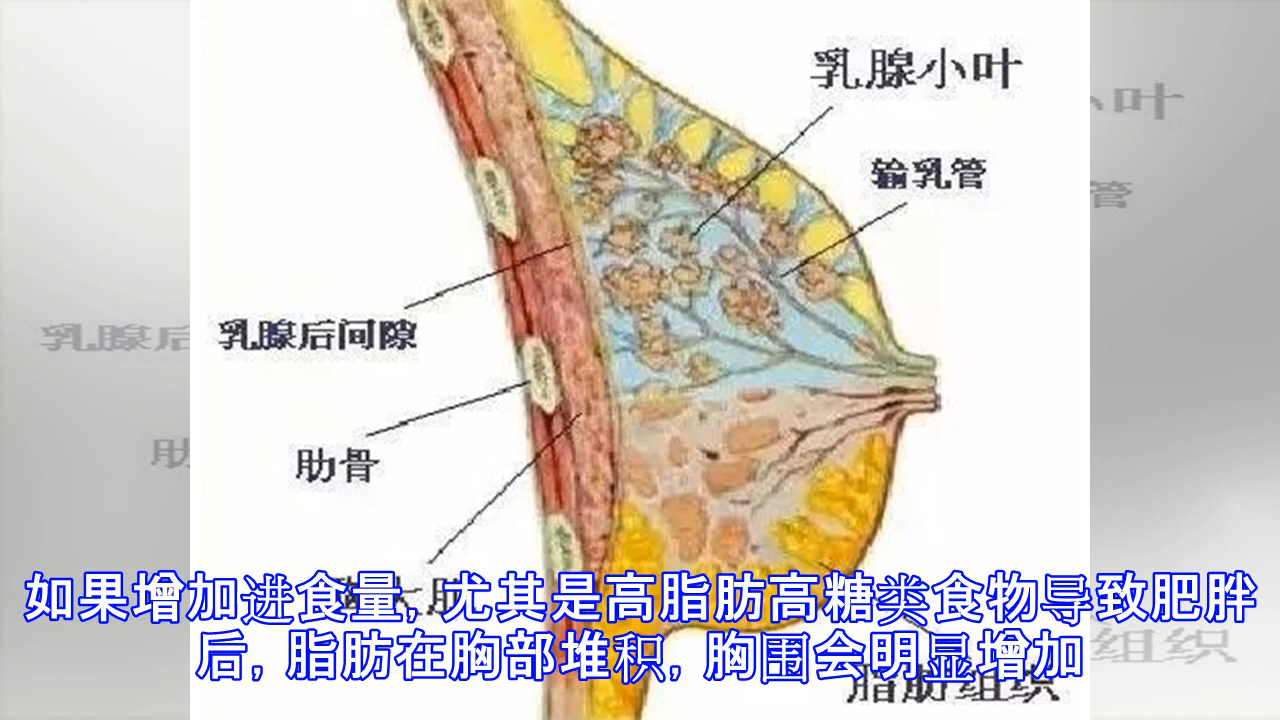 乳腺小叶
输乳管
乳腺后间隙
肋骨
如果增加进食量, 尤其是高脂肪高糖类食物导致肥胖
后, 脂肪在胸部堆积, 胸围会明显增加
脂肪组织